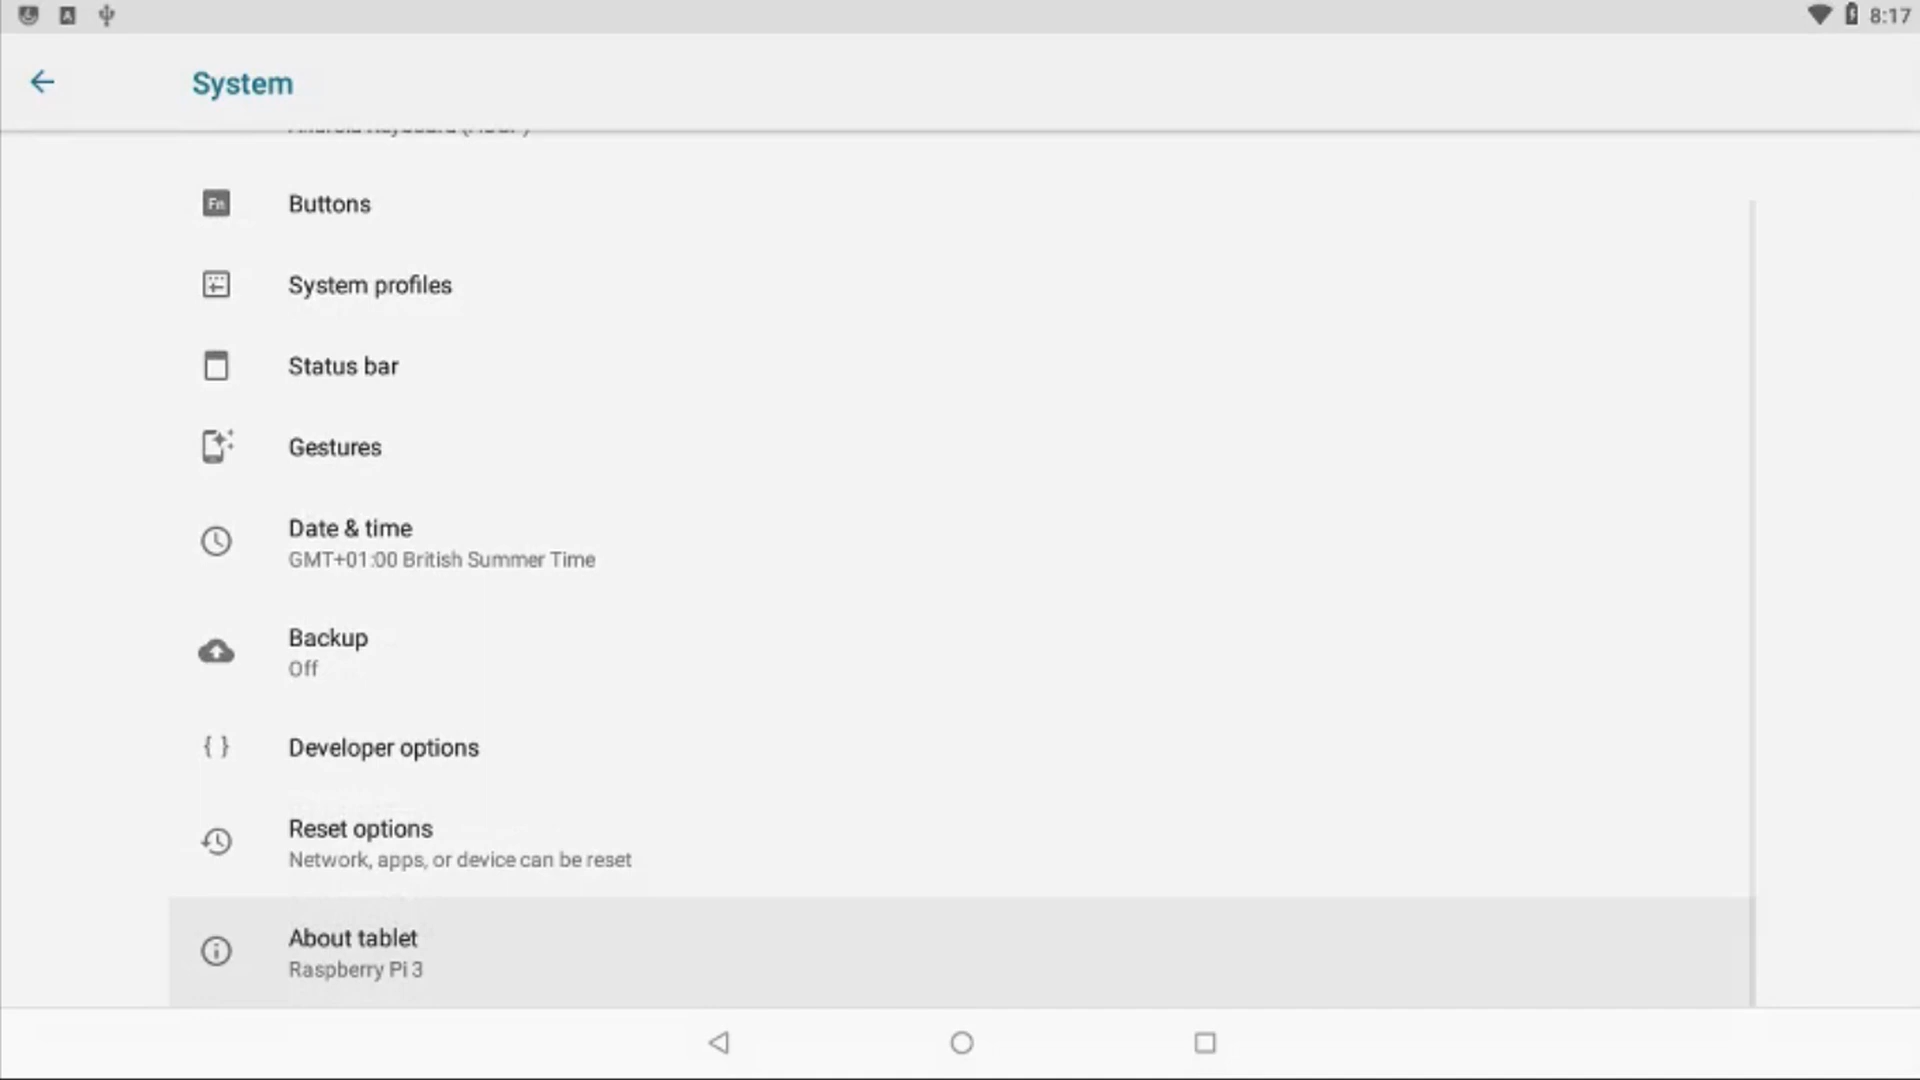 8:17
System
Fn
Buttons
System profiles
Status bar
Gestures
Date & time
GMT+01:00 British Summer Time
Backup
Off
{ }
Developer options
Reset options
Network, apps, or device can be reset
About tablet
Raspberry Pi 3